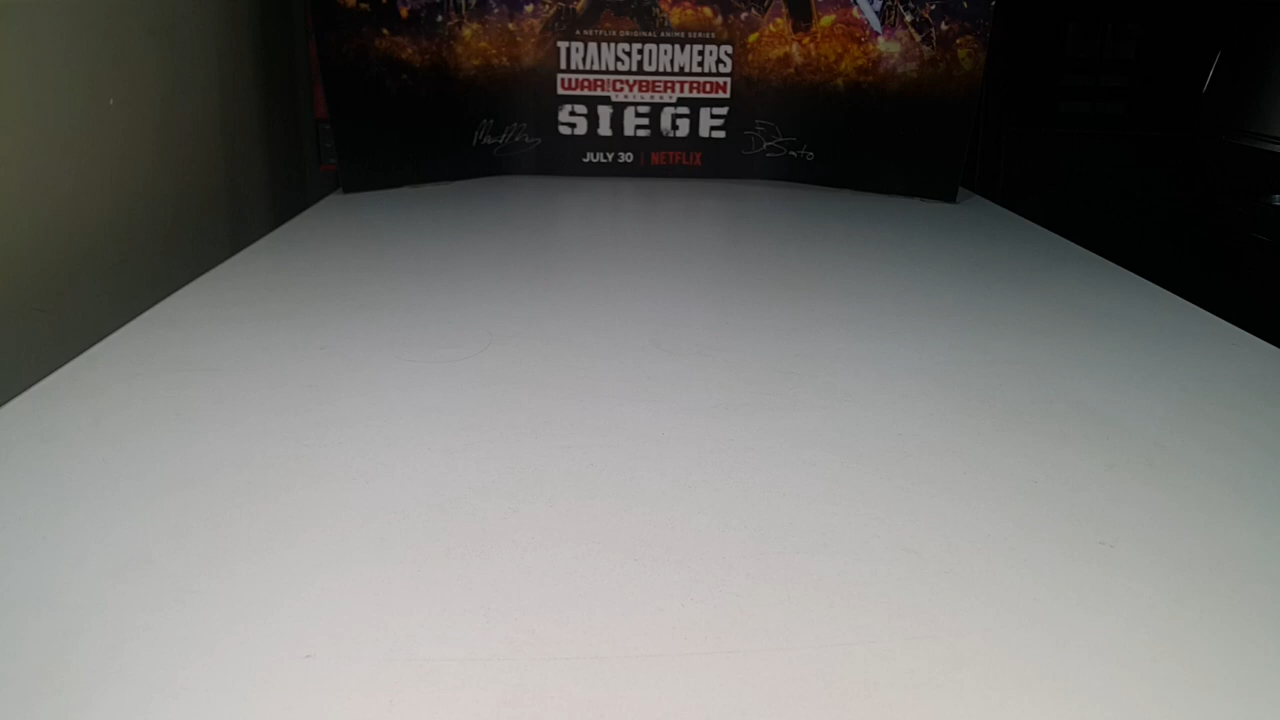 A NETFLIX ORIGINAL ANIME SERIES
TRANSFORMERS
WAR FOR CYBERTRON
TRILOGY
SIEGE
JULY 30 | NETFLIX